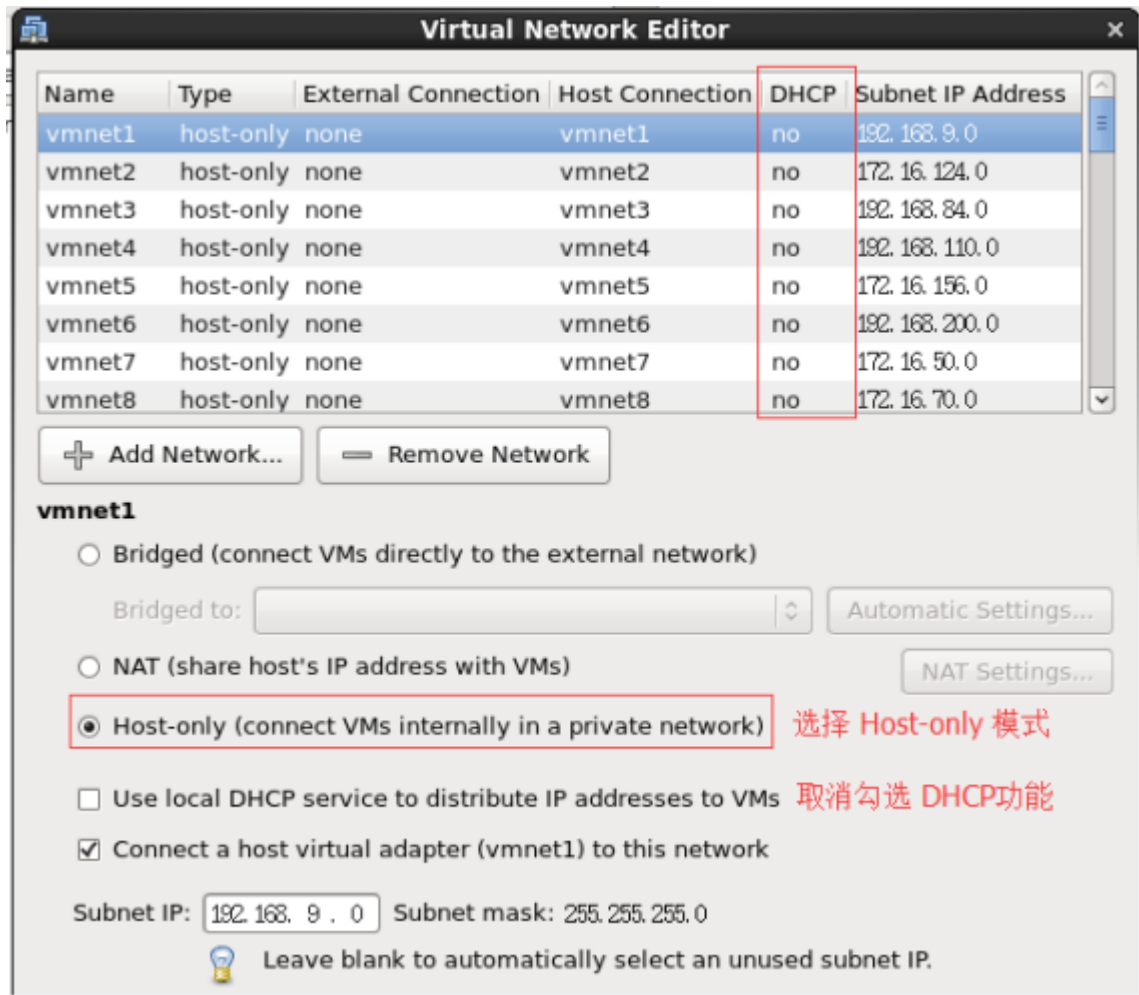 Virtual Network Editor
Name Type External Connection Host Connection DHCP Subnet IP Address
vmnet1 host-only none vmnet1 no 192.168.9.0
vmnet2 host-only none vmnet2 no 172.16.124.0
vmnet3 host-only none vmnet3 no 192.168.84.0
vmnet4 host-only none vmnet4 no 192.168.110.0
vmnet5 host-only none vmnet5 no 172.16.156.0
vmnet6 host-only none vmnet6 no 192.168.200.0
vmnet7 host-only none vmnet7 no 172.16.50.0
vmnet8 host-only none vmnet8 no 172.16.70.0
Add Network... Remove Network
vmnet1
Bridged (connect VMs directly to the external network)
Bridged to: Automatic Settings...
NAT (share host's IP address with VMs) NAT Settings...
Host-only (connect VMs internally in a private network) 选择 Host-only 模式
Use local DHCP service to distribute IP addresses to VMs 取消勾选 DHCP功能
Connect a host virtual adapter (vmnet1) to this network
Subnet IP: 192.168. 9 . 0 Subnet mask: 255.255.255.0
Leave blank to automatically select an unused subnet IP.